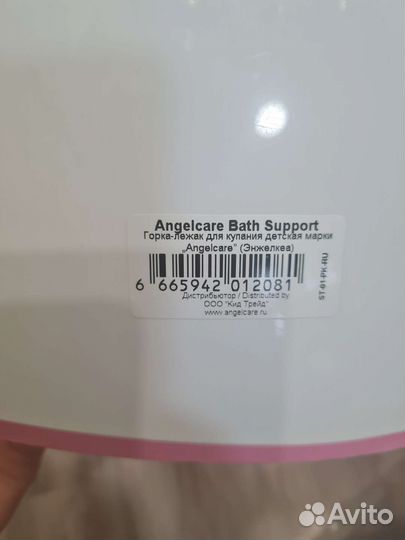 Angelcare Bath Support
Горка-лежак для купания детская марки
„Angelcare" (Энжелкеа)
6 665942 012081
Дистрибьютор / Distributed by
ООО "Кид Трейд"
www.angelcare.ru
ST-01-PK-RU
Avito